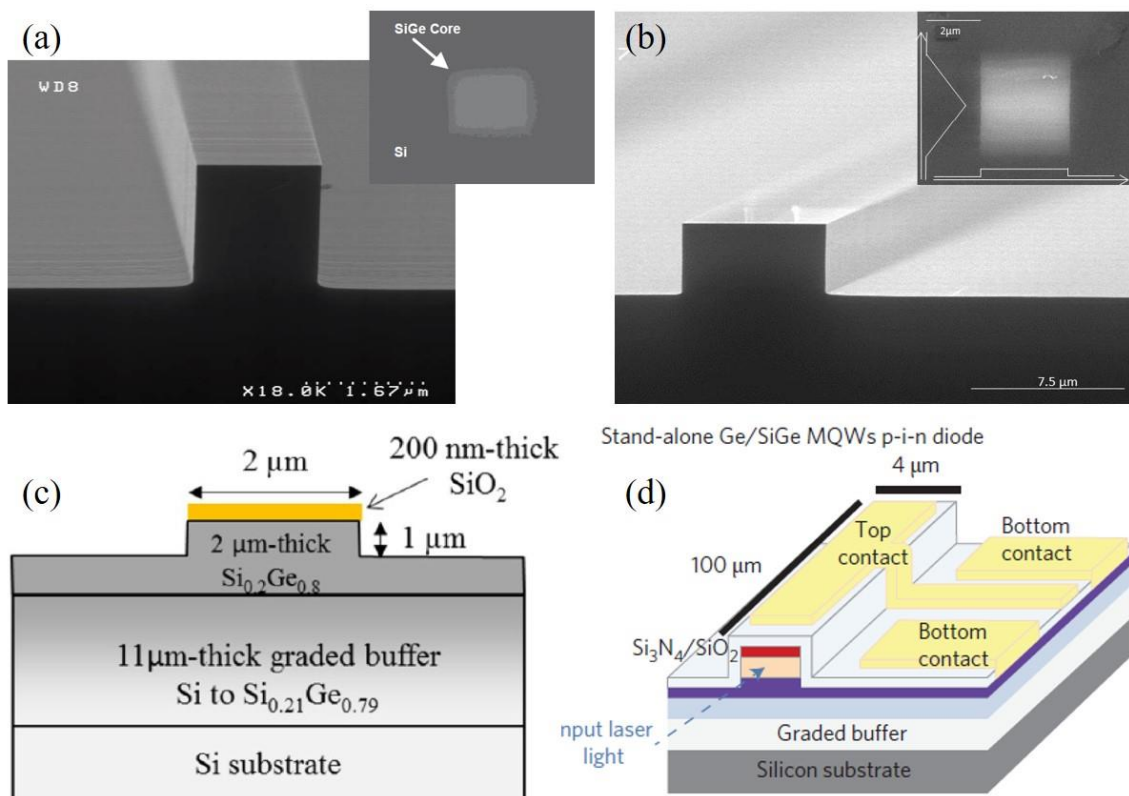 (a)
WD8
SiGe Core
Si
X18.0K 1.67μm
(b)
2μm
7.5 μm
(c)
2 μm
200 nm-thick
SiO₂
1 μm
2 μm-thick
Si₀.₂Ge₀.₈
11μm-thick graded buffer
Si to Si₀.₂₁Ge₀.₇₉
Si substrate
Stand-alone Ge/SiGe MQWs p-i-n diode
(d)
4 μm
100 μm
Top
contact
Bottom
contact
Bottom
contact
Si₃N₄/SiO₂
nput laser
light
Graded buffer
Silicon substrate